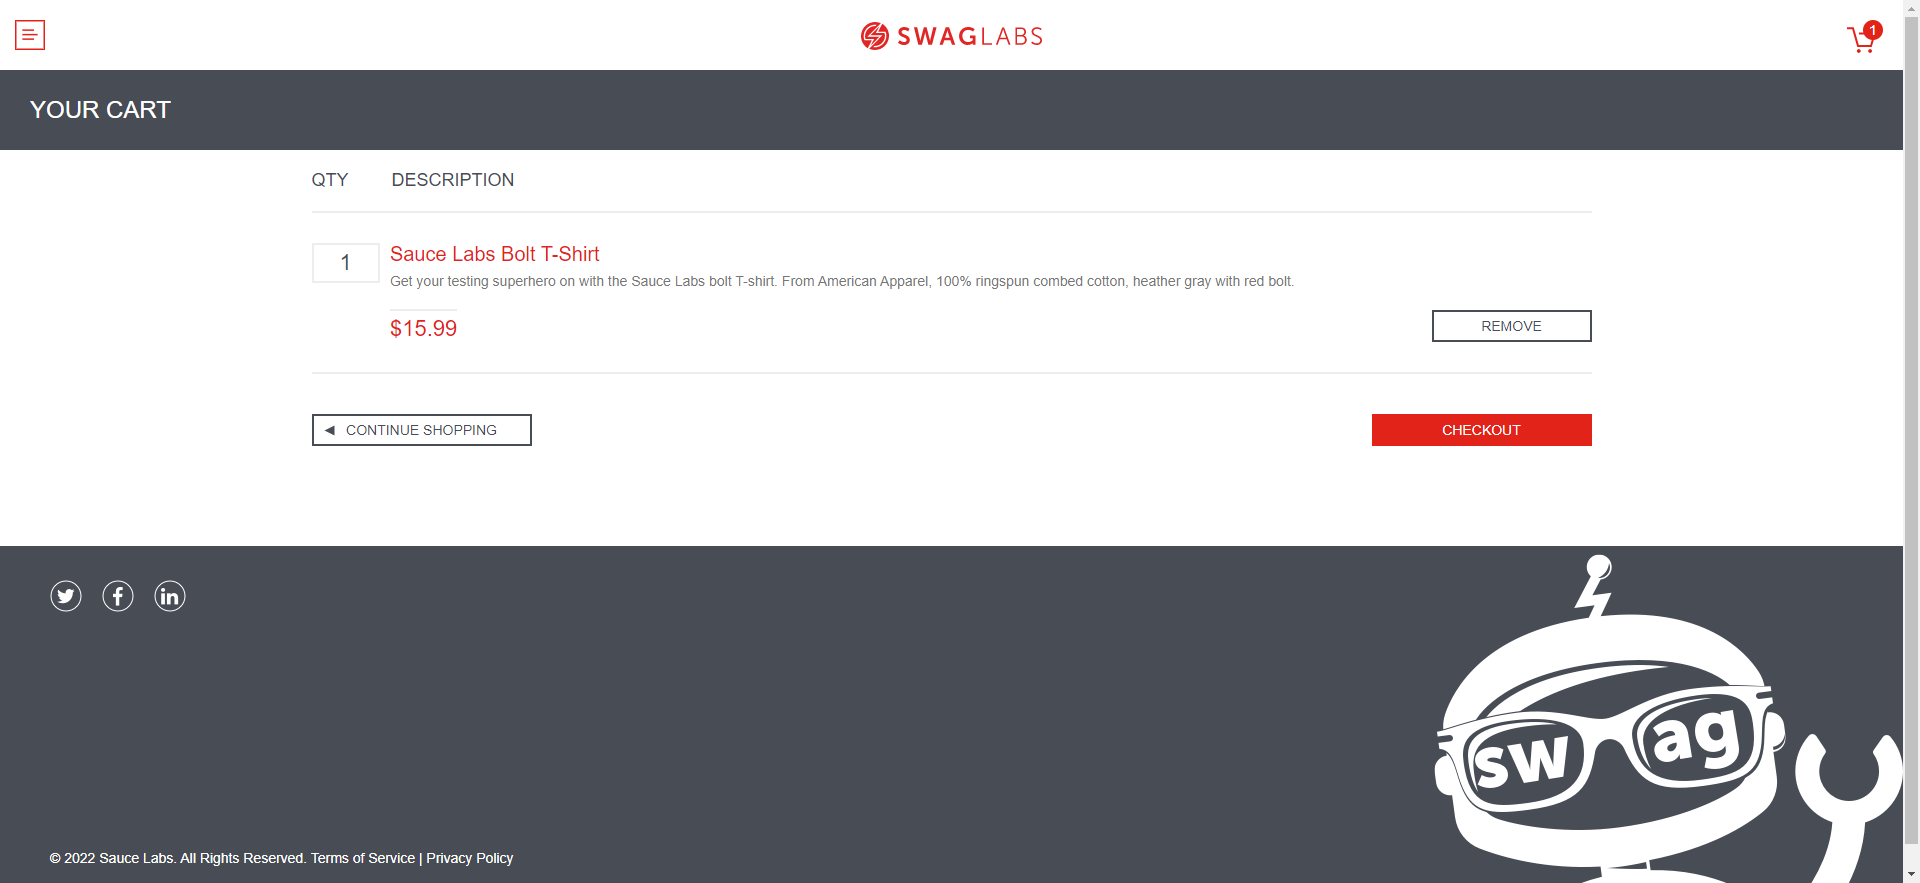 SWAGLABS
1
YOUR CART
QTY DESCRIPTION
1
Sauce Labs Bolt T-Shirt
Get your testing superhero on with the Sauce Labs bolt T-shirt. From American Apparel, 100% ringspun combed cotton, heather gray with red bolt.
$15.99
REMOVE
CONTINUE SHOPPING
CHECKOUT
swag
© 2022 Sauce Labs. All Rights Reserved. Terms of Service | Privacy Policy